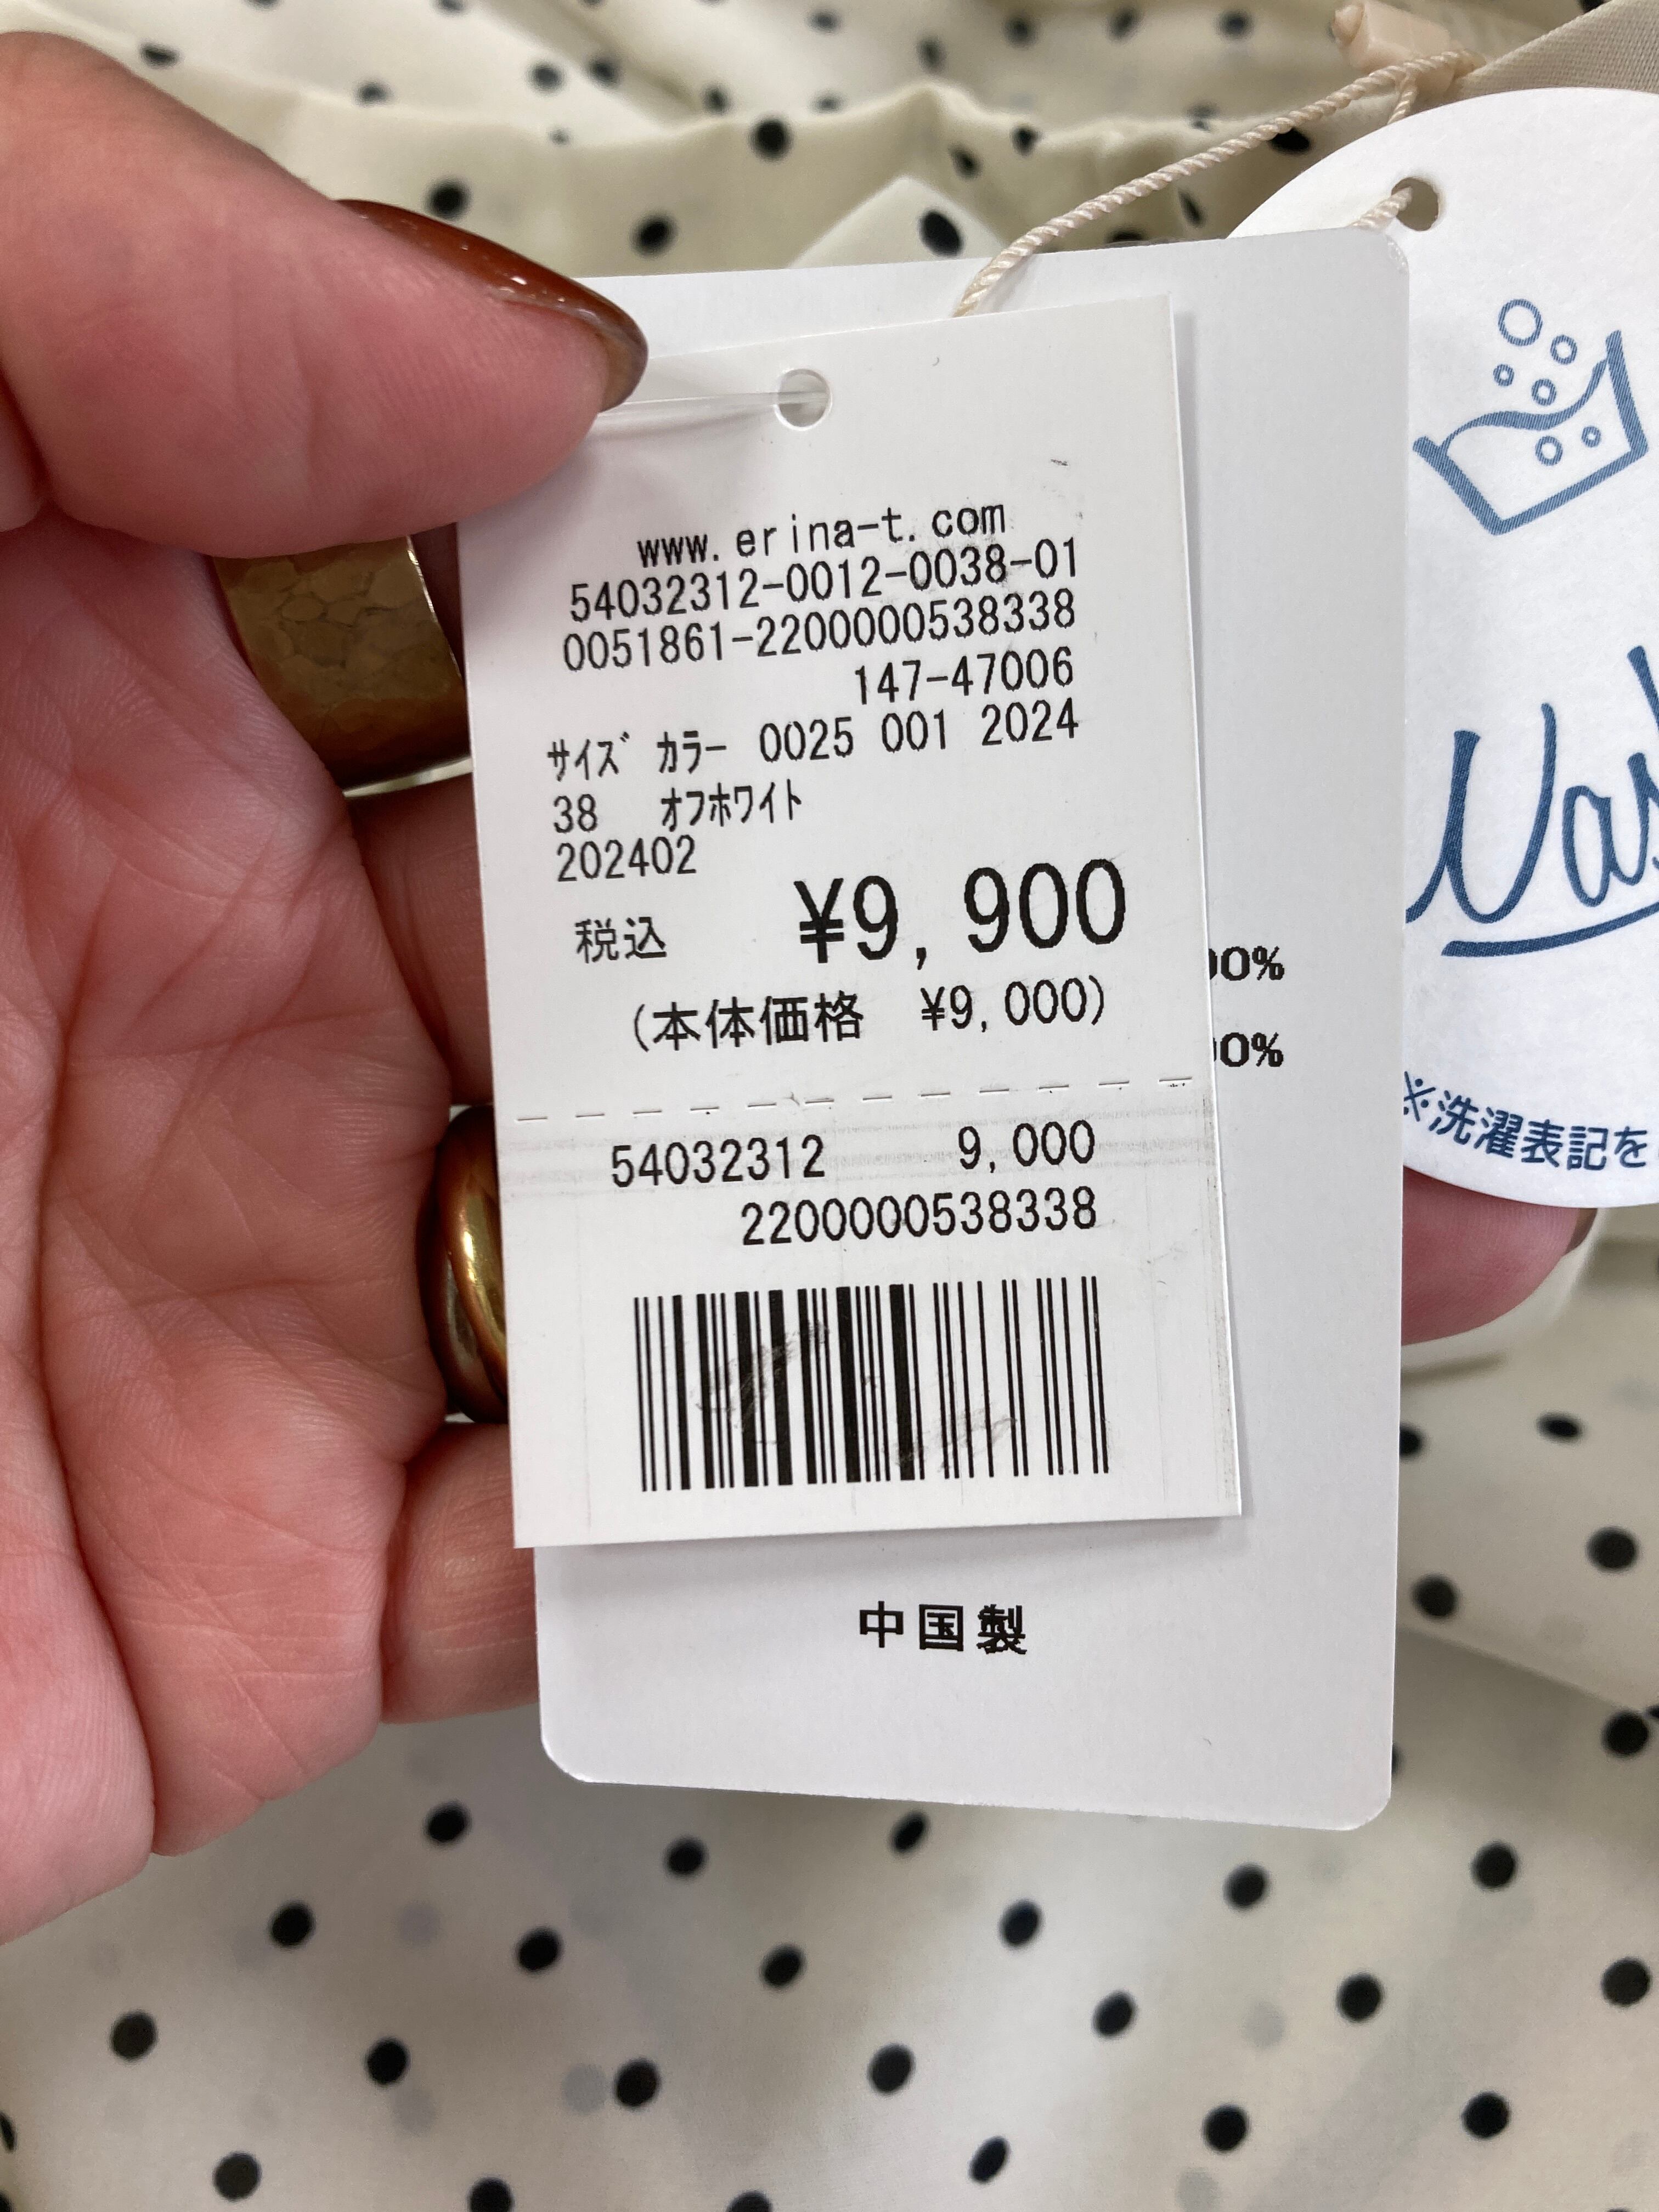 www.erina-t.com
54032312-0012-0038-01
0051861-2200000538338
147-47006
ｻｲｽﾞ ｶﾗｰ 0025 001 2024
38 ｵﾌﾎﾜｲﾄ
202402
税込 ¥9,900
(本体価格 ¥9,000)
54032312 9,000
2200000538338
中国製
0%
0%
※洗濯表記を